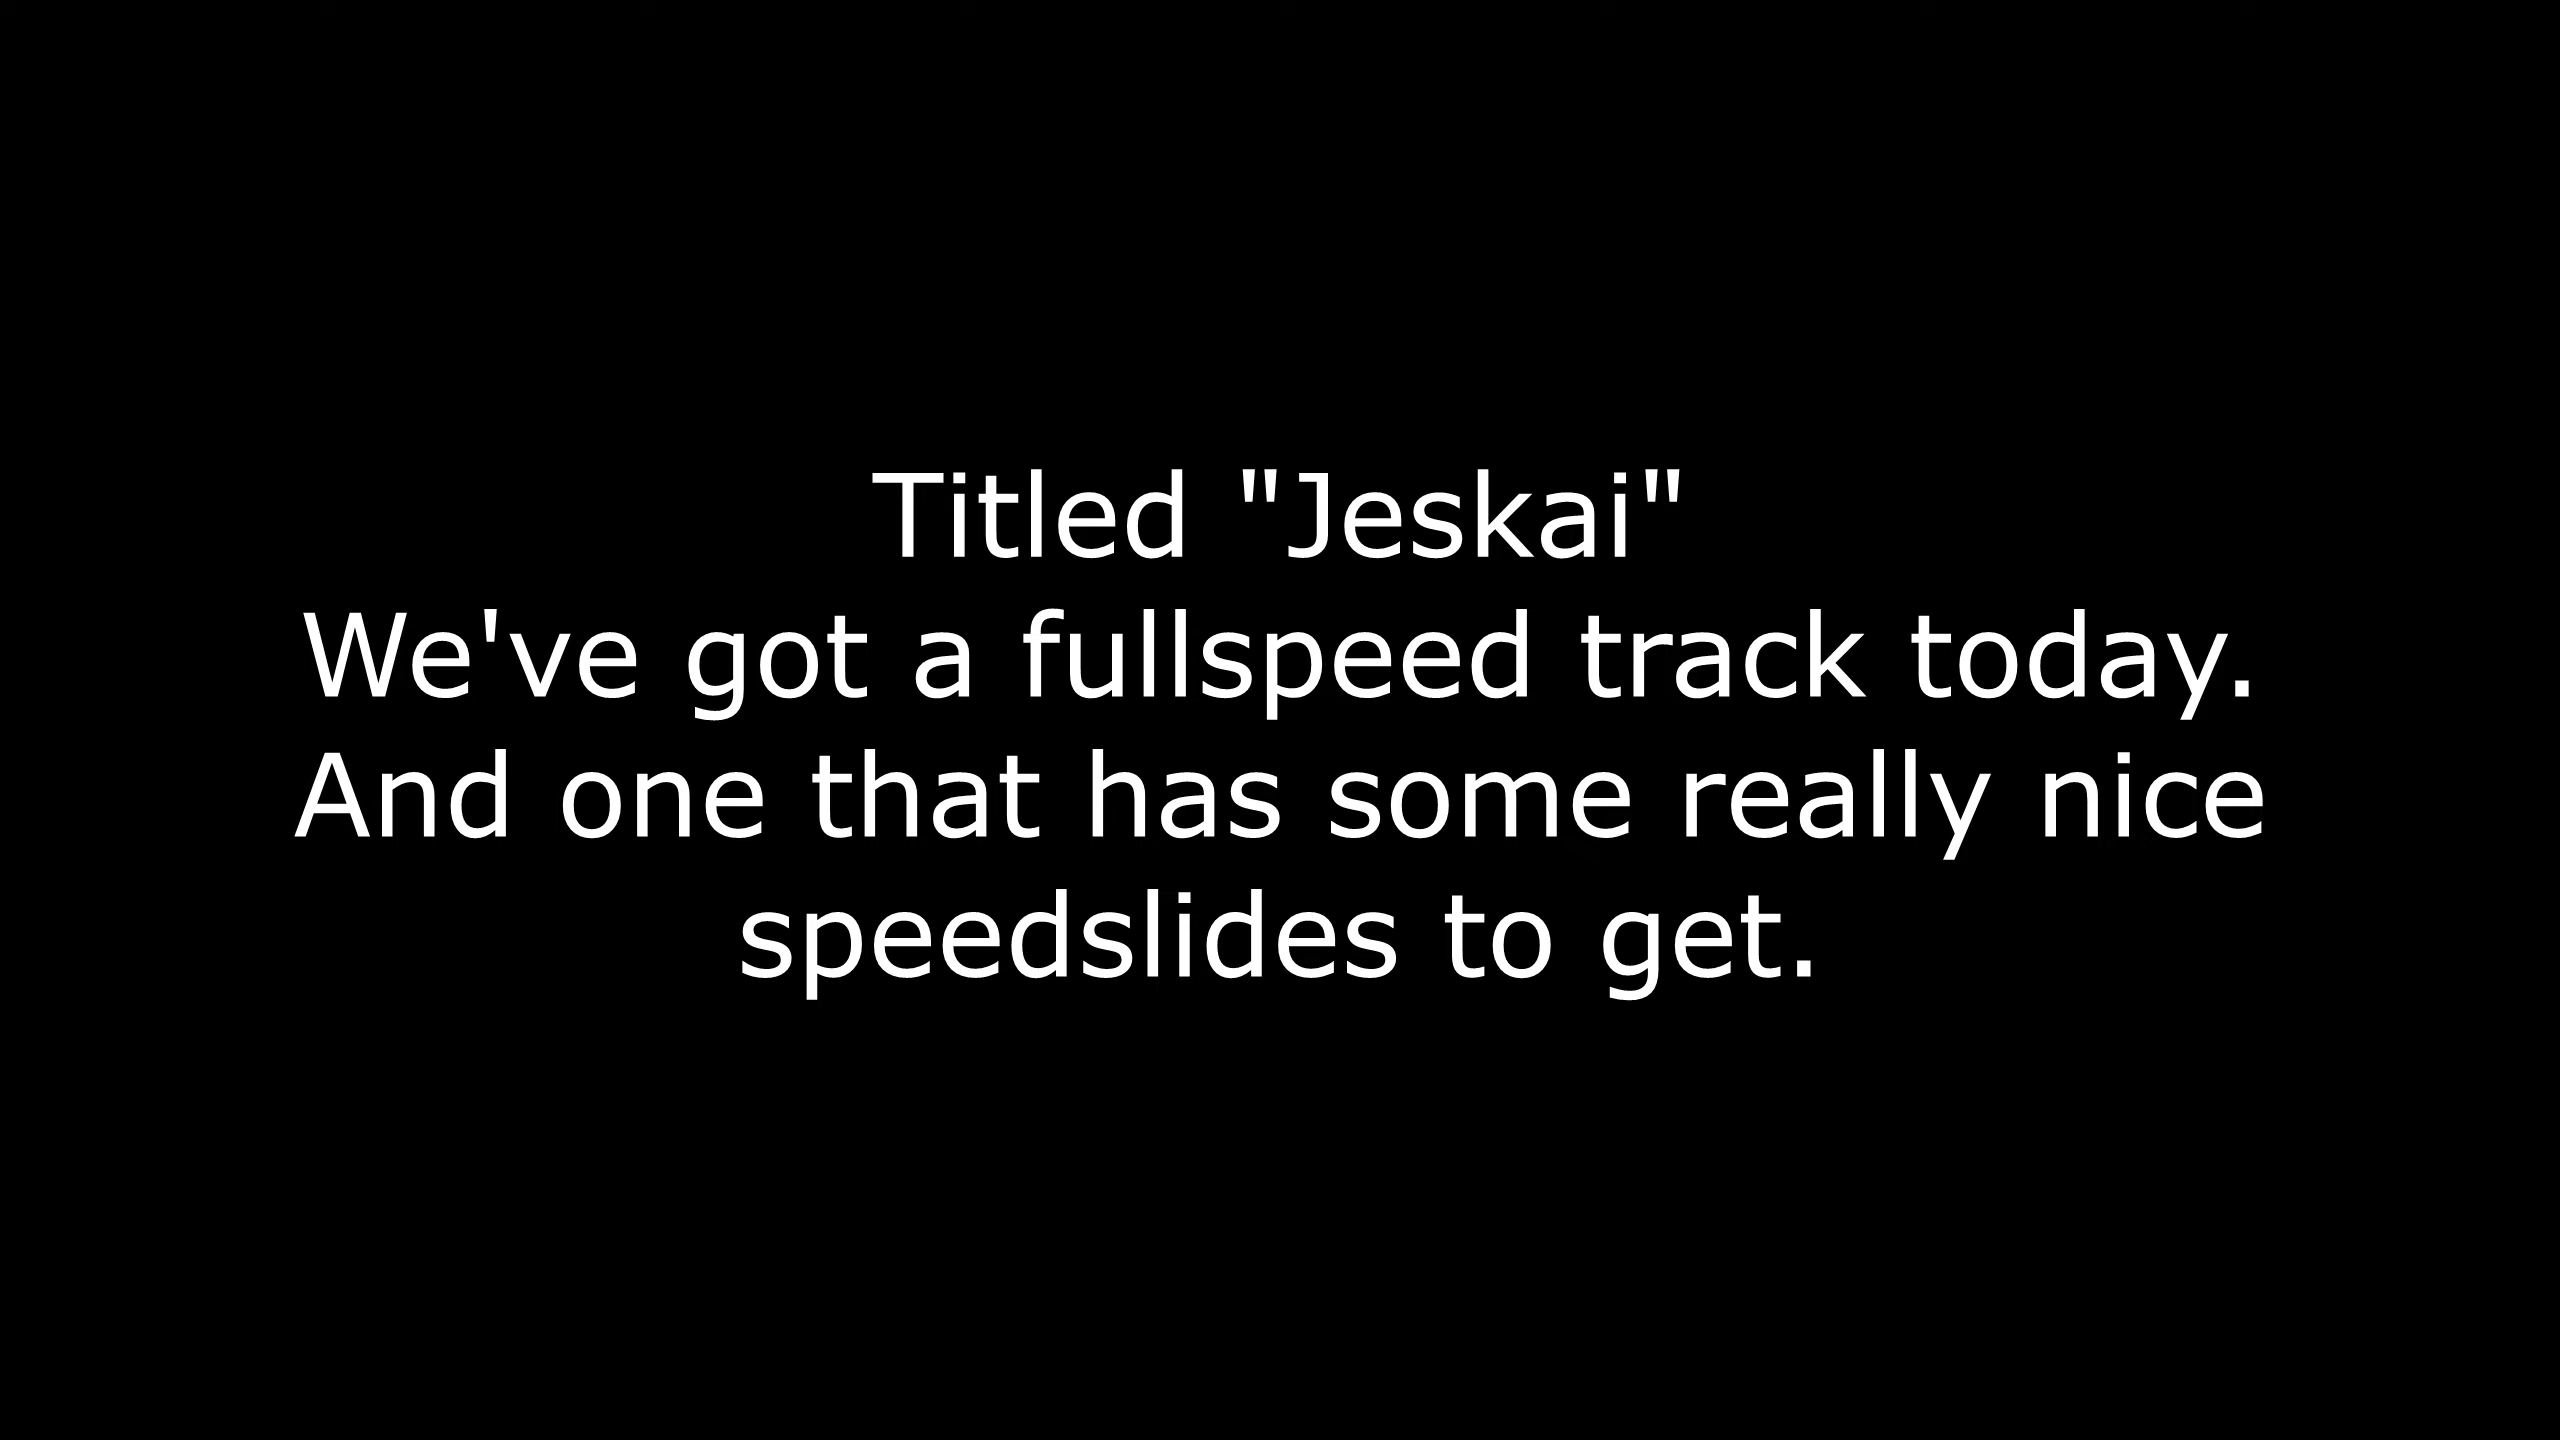 Titled "Jeskai"
We've got a fullspeed track today.
And one that has some really nice
speedslides to get.